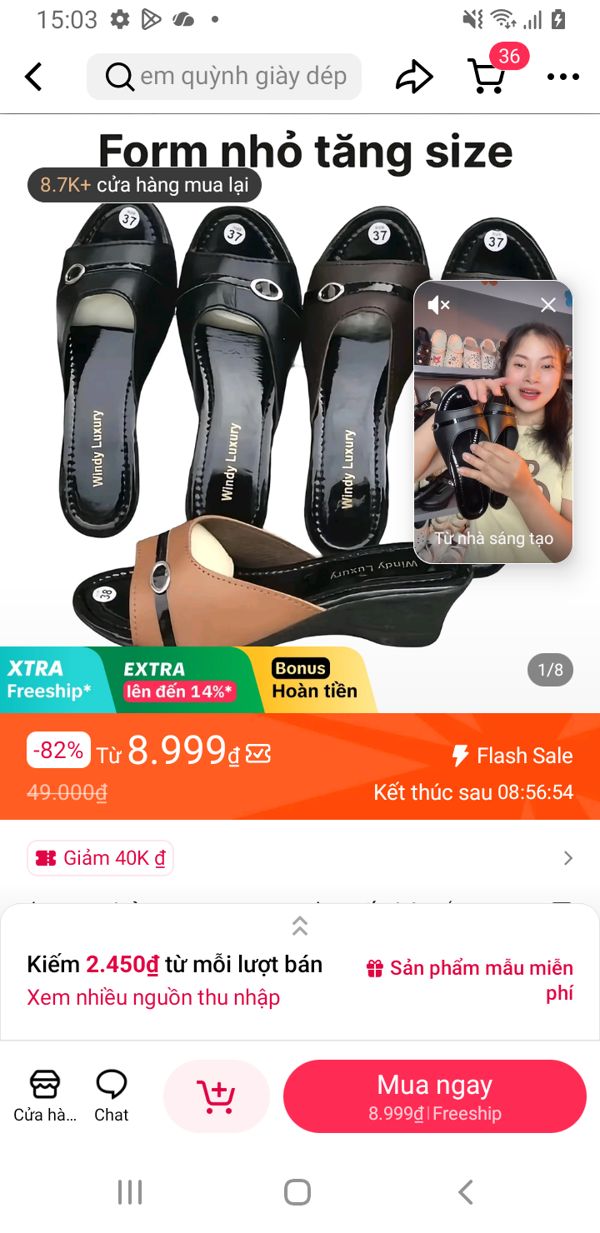 15:03
36
em quỳnh giày dép
Form nhỏ tăng size
8.7K+ cửa hàng mua lại
37
37
37
37
Windy Luxury
Windy Luxury
Windy Luxury
Từ nhà sáng tạo
38
Windy Luxury
XTRA
Freeship*
EXTRA
lên đến 14%*
Bonus
Hoàn tiền
1/8
-82% Từ 8.999₫
Flash Sale
49.000₫
Kết thúc sau 08:56:54
Giảm 40K ₫
Kiếm 2.450₫ từ mỗi lượt bán
Xem nhiều nguồn thu nhập
Sản phẩm mẫu miễn
phí
Cửa hà...
Chat
Mua ngay
8.999₫ | Freeship